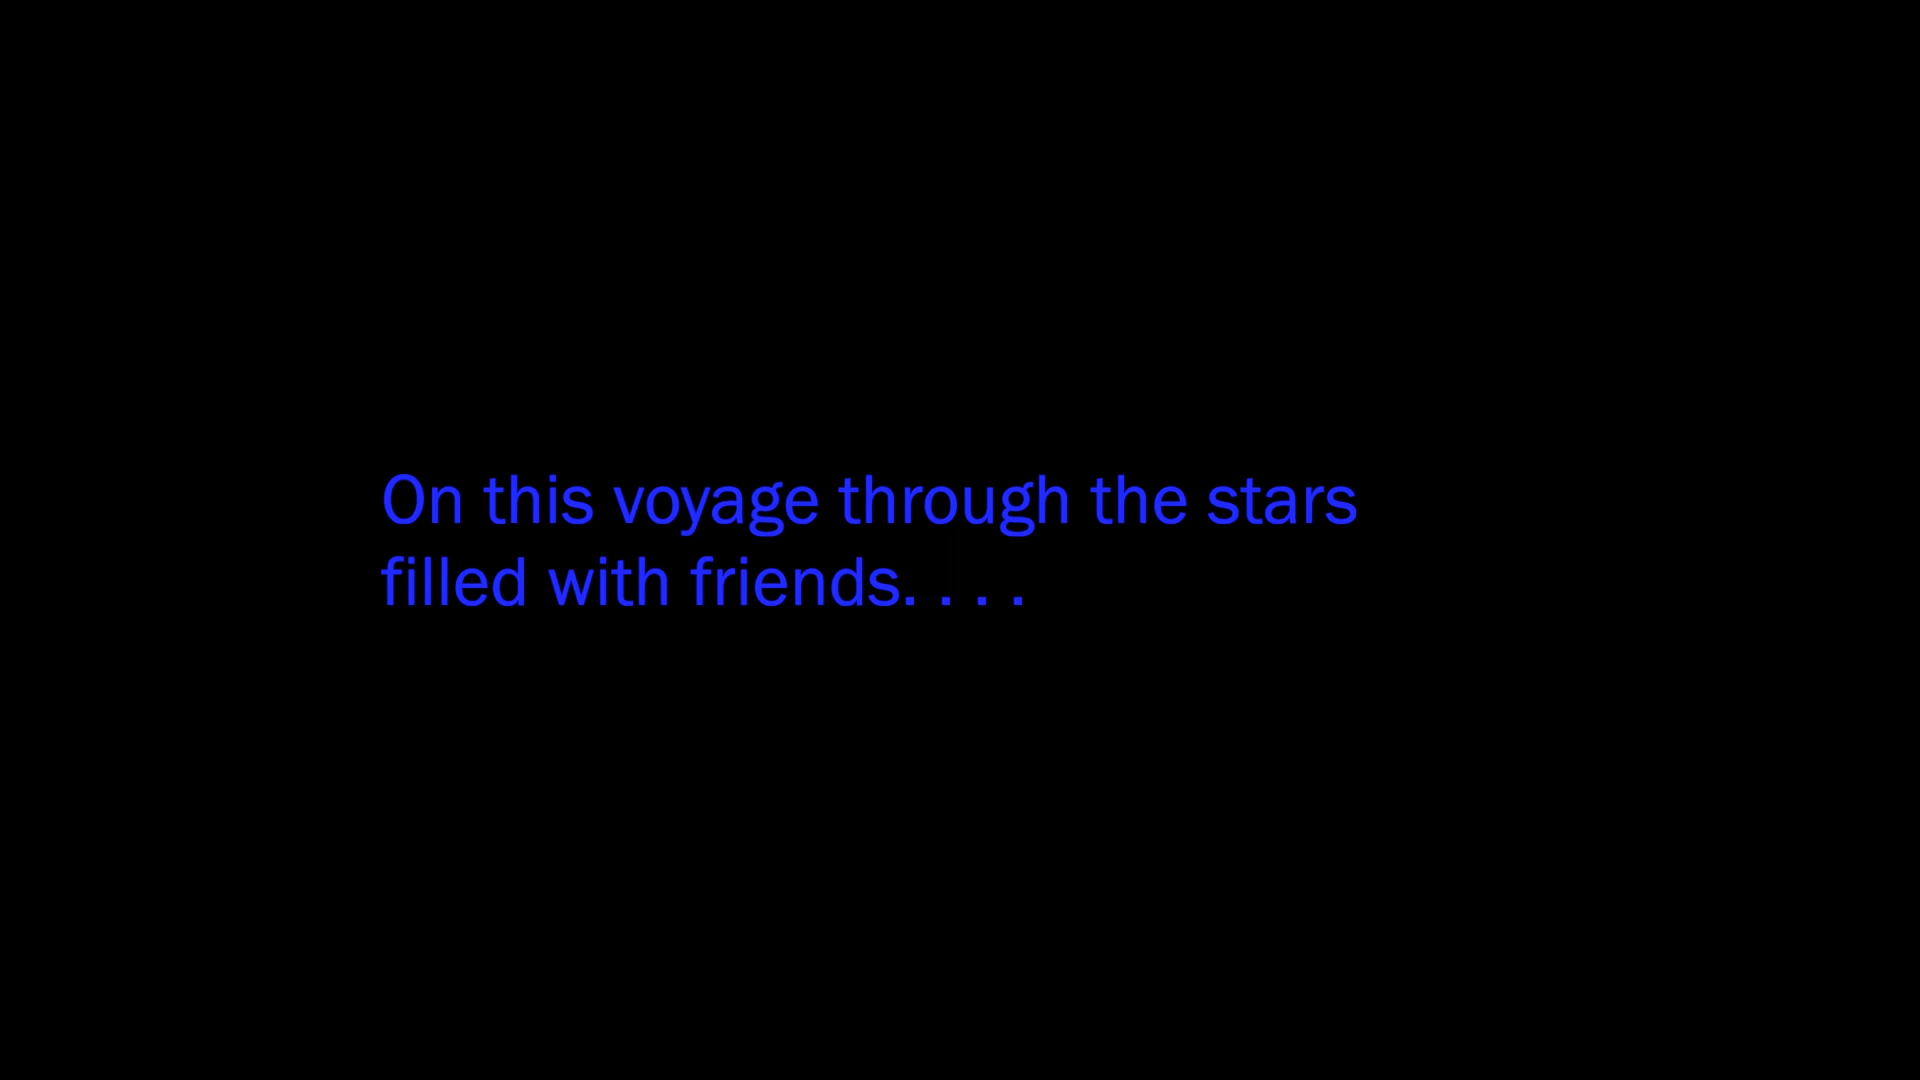 On this voyage through the stars
filled with friends. . . .